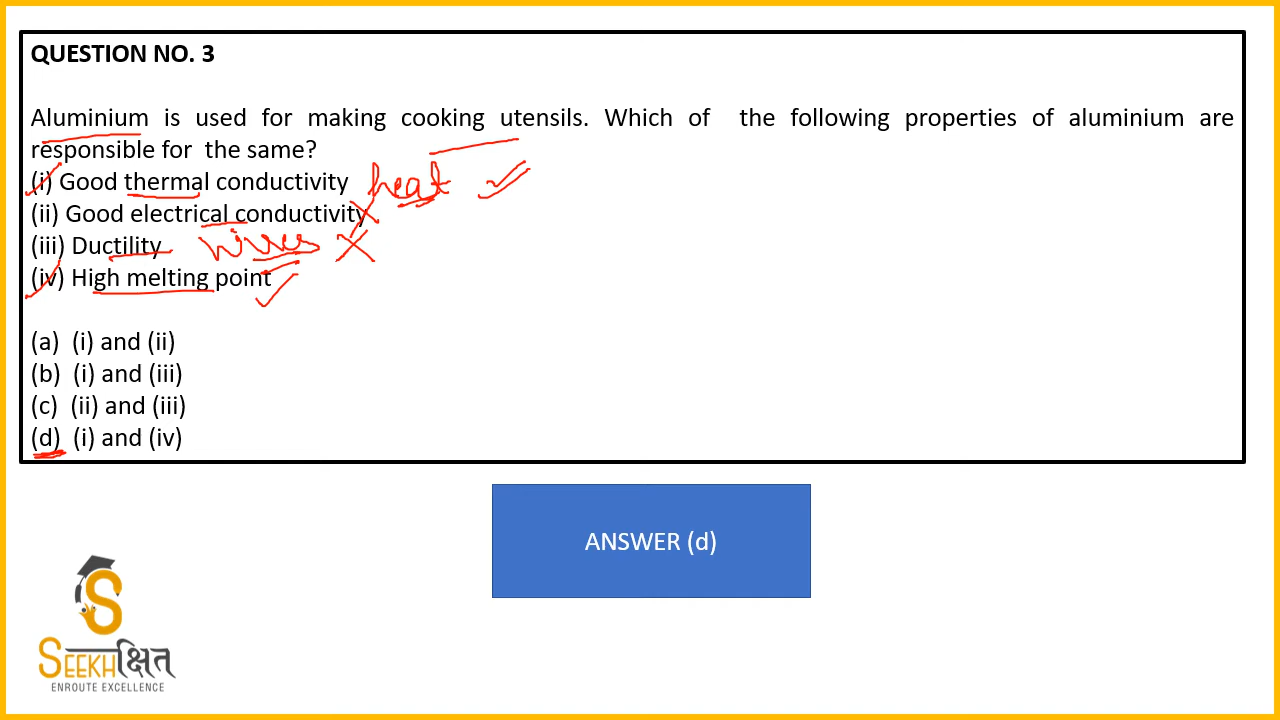 QUESTION NO. 3
Aluminium is used for making cooking utensils. Which of the following properties of aluminium are
responsible for the same?
(i) Good thermal conductivity heat
(ii) Good electrical conductivity
(iii) Ductility wires
(iv) High melting point
(a) (i) and (ii)
(b) (i) and (iii)
(c) (ii) and (iii)
(d) (i) and (iv)
ANSWER (d)
S
SEEKHक्षित
ENROUTE EXCELLENCE